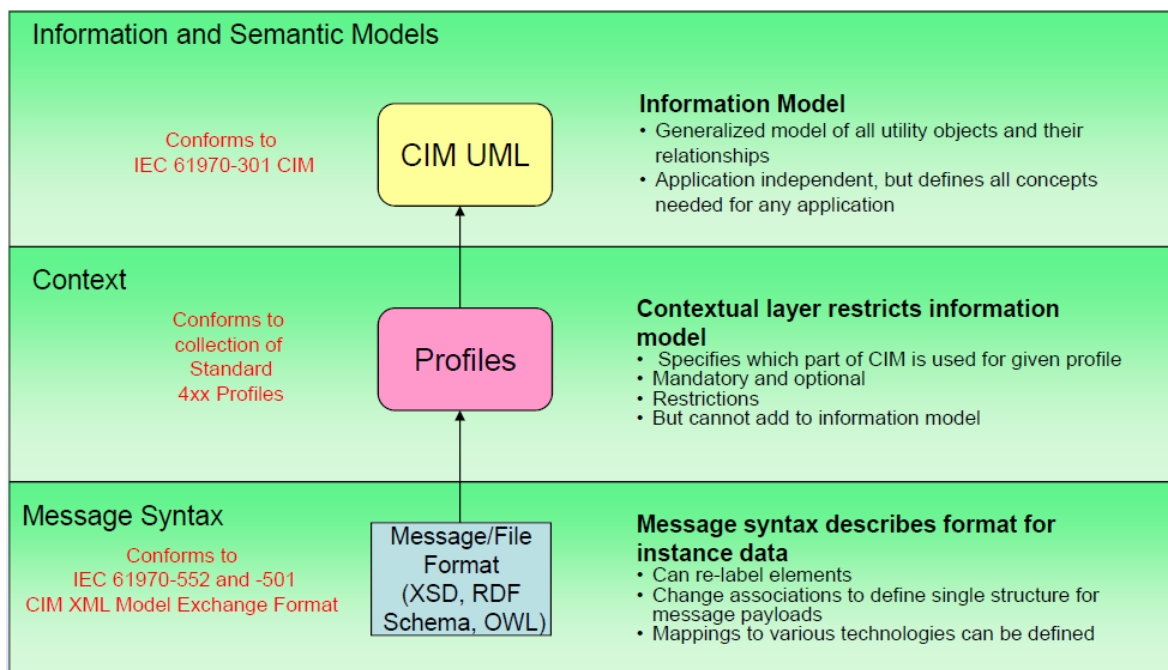 Information and Semantic Models
Conforms to
IEC 61970-301 CIM
CIM UML
Information Model
• Generalized model of all utility objects and their
relationships
• Application independent, but defines all concepts
needed for any application
Context
Conforms to
collection of
Standard
4xx Profiles
Profiles
Contextual layer restricts information
model
• Specifies which part of CIM is used for given profile
• Mandatory and optional
• Restrictions
• But cannot add to information model
Message Syntax
Conforms to
IEC 61970-552 and -501
CIM XML Model Exchange Format
Message/File
Format
(XSD, RDF
Schema, OWL)
Message syntax describes format for
instance data
• Can re-label elements
• Change associations to define single structure for
message payloads
• Mappings to various technologies can be defined